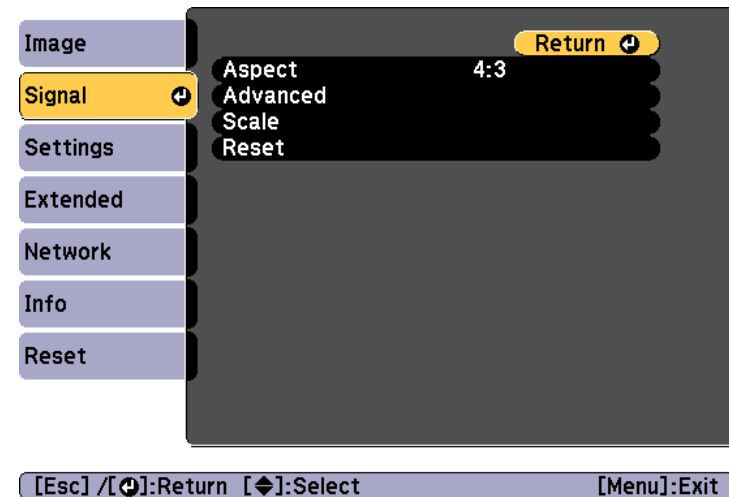 Image
Signal
Settings
Extended
Network
Info
Reset
Return
Aspect 4:3
Advanced
Scale
Reset
[Esc] /[⏎]:Return [◆]:Select [Menu]:Exit